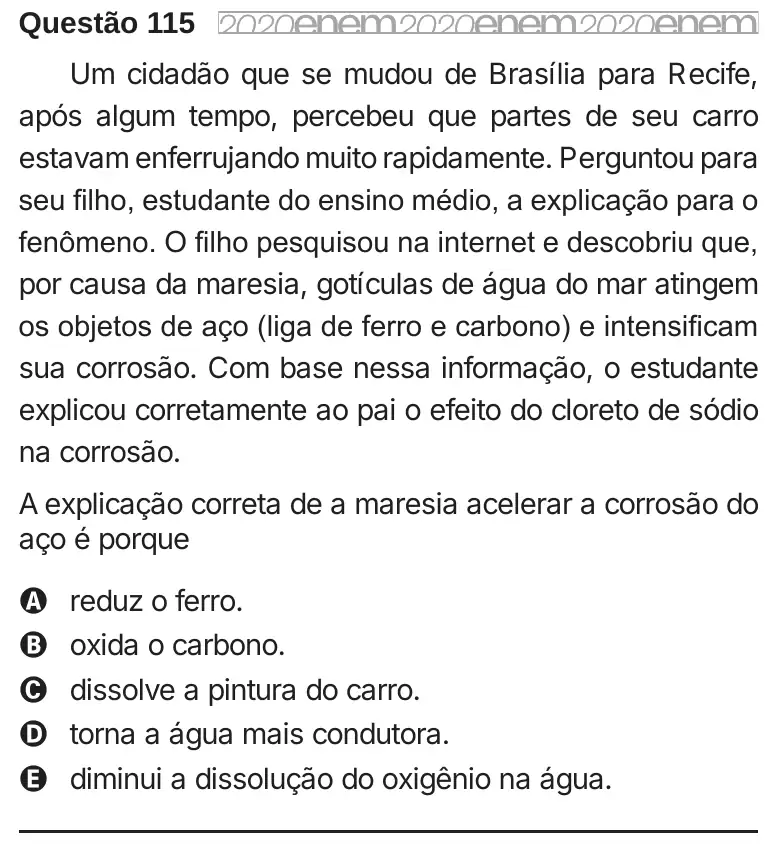 Questão 115 2020enem2020enem2020enem
Um cidadão que se mudou de Brasília para Recife,
após algum tempo, percebeu que partes de seu carro
estavam enferrujando muito rapidamente. Perguntou para
seu filho, estudante do ensino médio, a explicação para o
fenômeno. O filho pesquisou na internet e descobriu que,
por causa da maresia, gotículas de água do mar atingem
os objetos de aço (liga de ferro e carbono) e intensificam
sua corrosão. Com base nessa informação, o estudante
explicou corretamente ao pai o efeito do cloreto de sódio
na corrosão.
A explicação correta de a maresia acelerar a corrosão do
aço é porque
A reduz o ferro.
B oxida o carbono.
C dissolve a pintura do carro.
D torna a água mais condutora.
E diminui a dissolução do oxigênio na água.